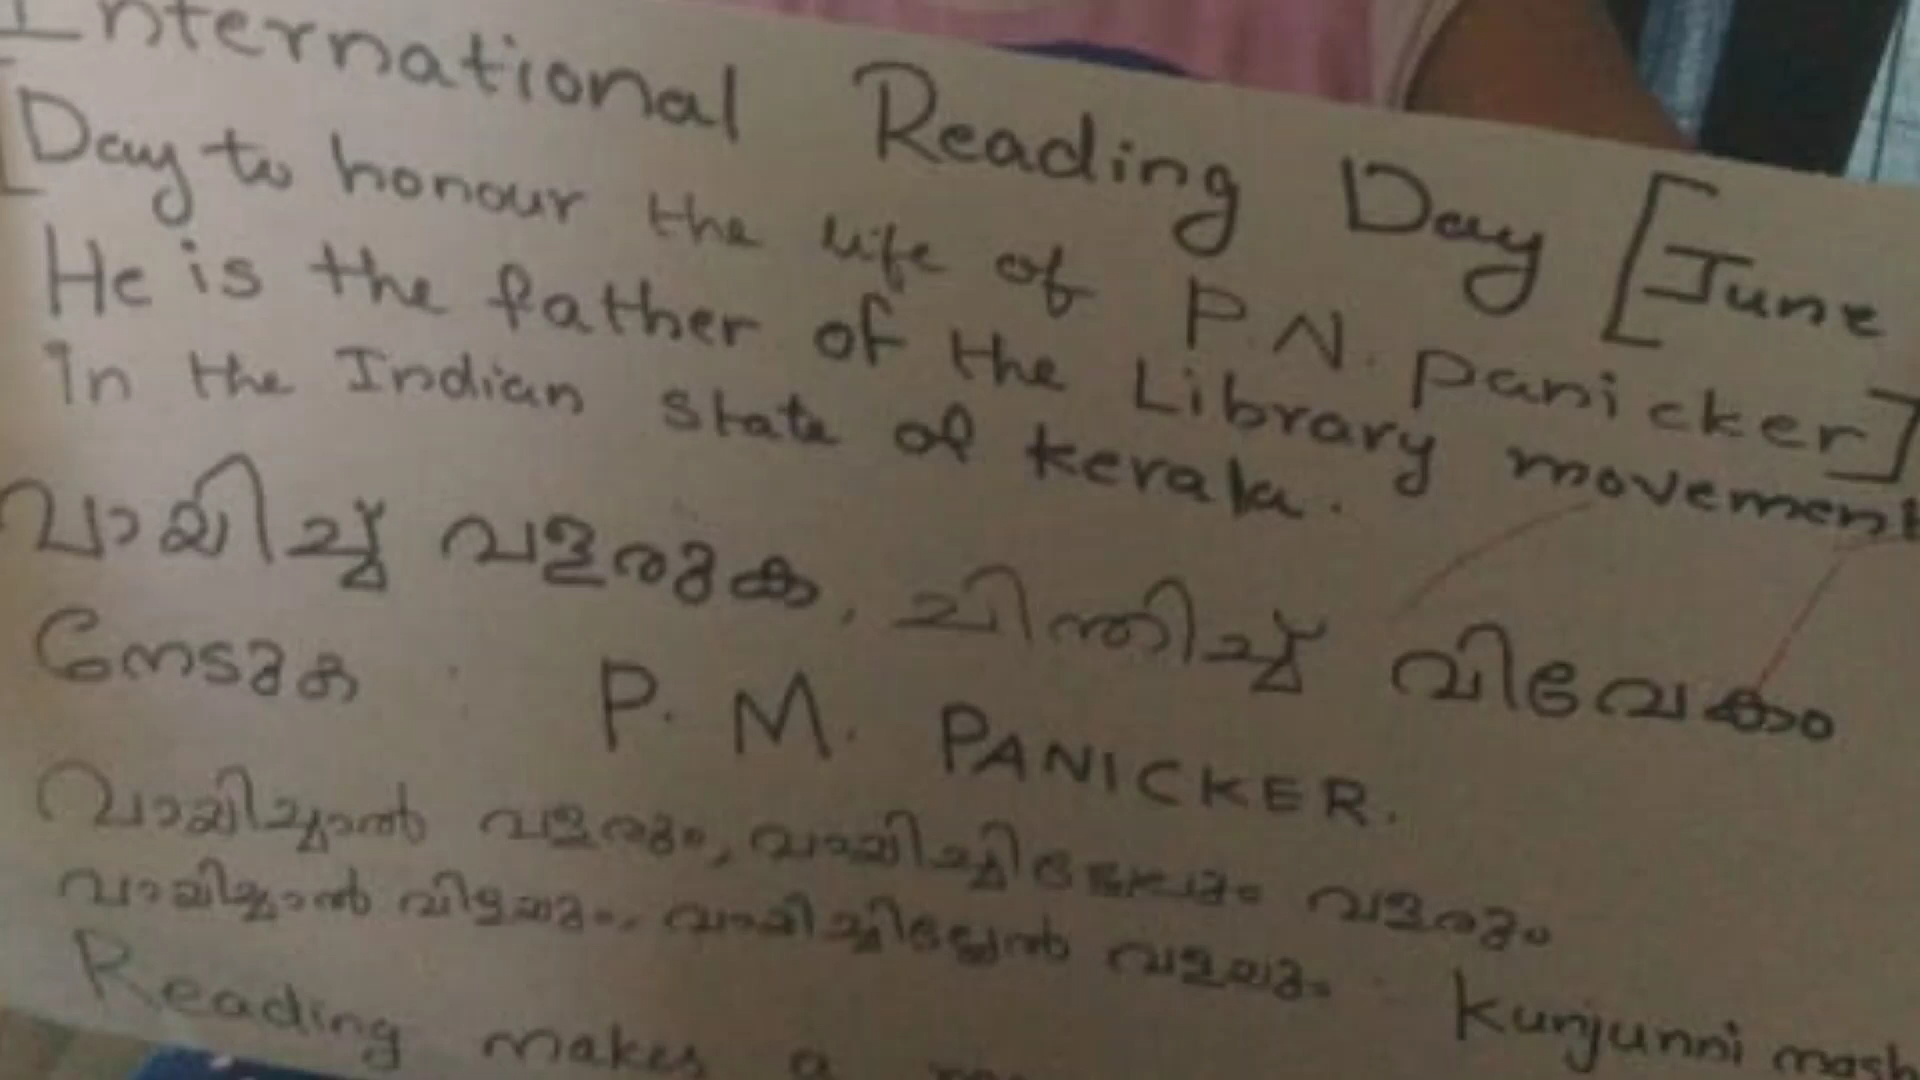 International Reading Day [June
Day to honour the life of P.N. Panicker]
He is the father of the Library movement
in the Indian state of Kerala.
വായിച്ച് വളരുക, ചിന്തിച്ച് വിവേകം
നേടുക : P. M. PANICKER.
വായിച്ചാൽ വളരും, വായിച്ചില്ലേലും വളരും
വായിച്ചാൽ വിളയും, വായിച്ചില്ലേൽ വളയും : Kunjunni mash
Reading makes a